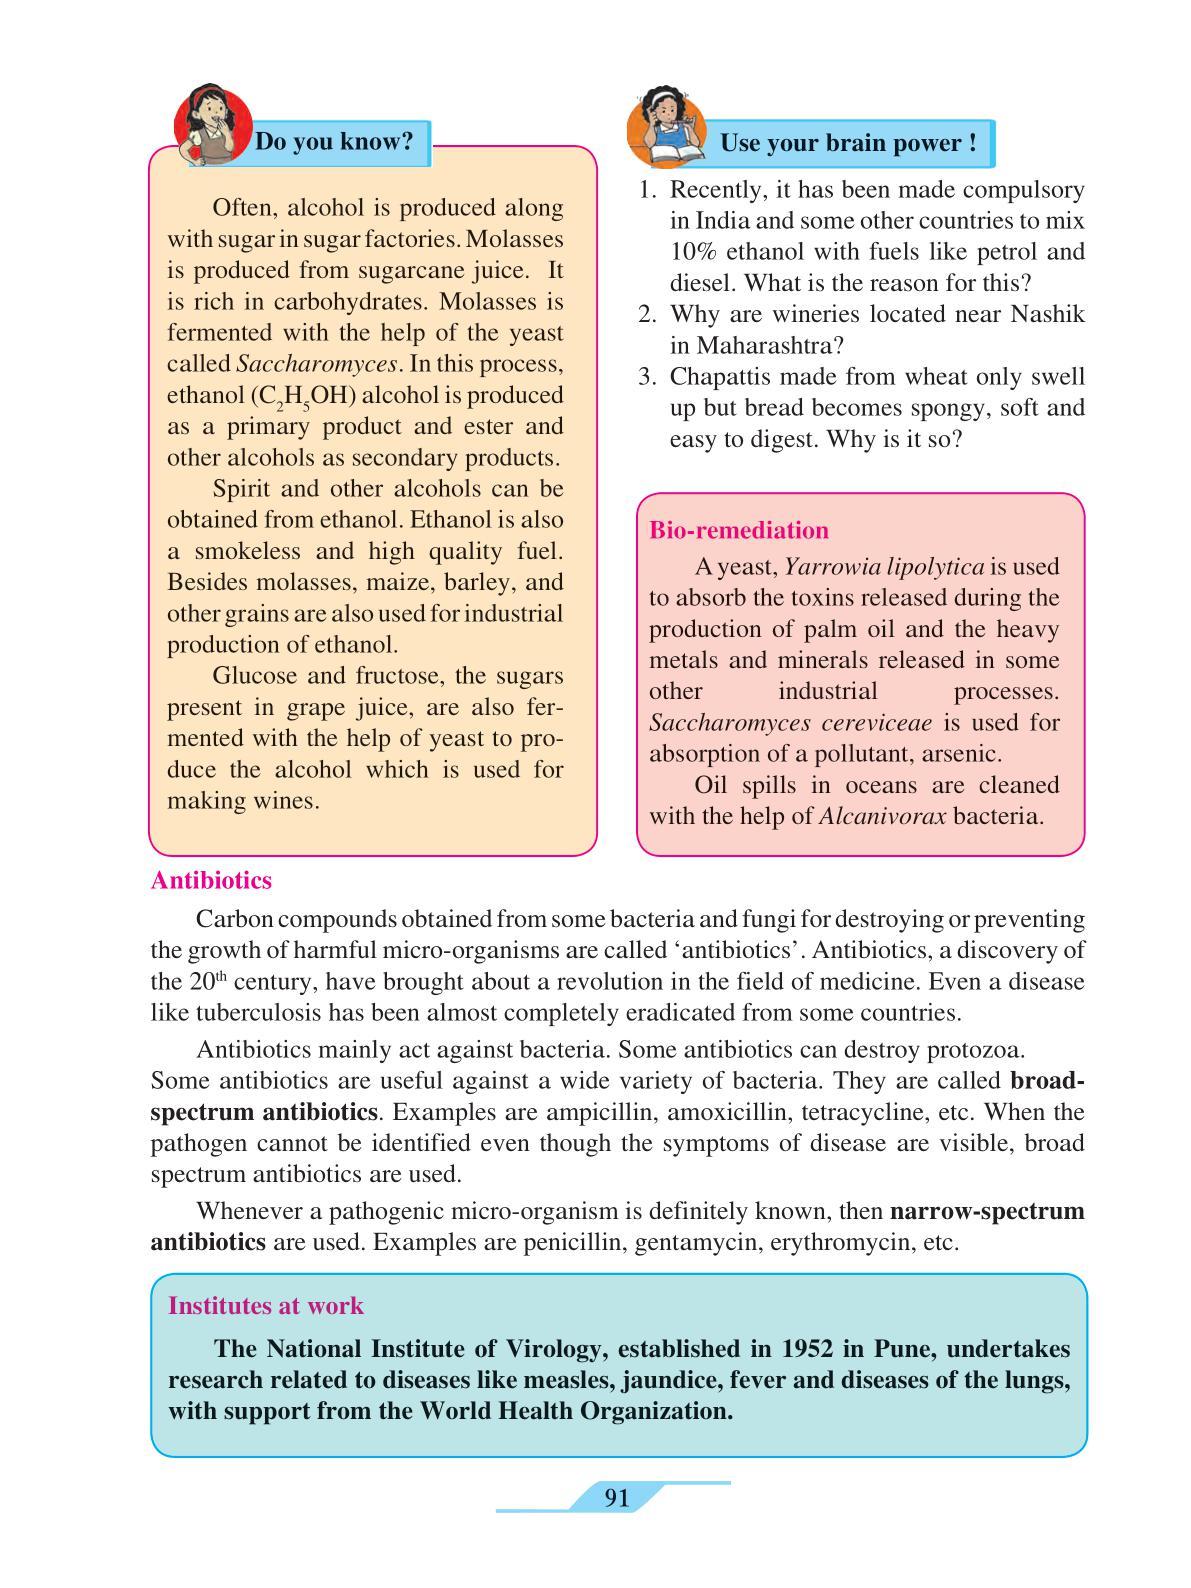 Do you know?
Often, alcohol is produced along
with sugar in sugar factories. Molasses
is produced from sugarcane juice. It
is rich in carbohydrates. Molasses is
fermented with the help of the yeast
called Saccharomyces. In this process,
ethanol (C₂H₅OH) alcohol is produced
as a primary product and ester and
other alcohols as secondary products.
Spirit and other alcohols can be
obtained from ethanol. Ethanol is also
a smokeless and high quality fuel.
Besides molasses, maize, barley, and
other grains are also used for industrial
production of ethanol.
Glucose and fructose, the sugars
present in grape juice, are also fer-
mented with the help of yeast to pro-
duce the alcohol which is used for
making wines.
Use your brain power !
1. Recently, it has been made compulsory
in India and some other countries to mix
10% ethanol with fuels like petrol and
diesel. What is the reason for this?
2. Why are wineries located near Nashik
in Maharashtra?
3. Chapattis made from wheat only swell
up but bread becomes spongy, soft and
easy to digest. Why is it so?
Bio-remediation
A yeast, Yarrowia lipolytica is used
to absorb the toxins released during the
production of palm oil and the heavy
metals and minerals released in some
other industrial processes.
Saccharomyces cereviceae is used for
absorption of a pollutant, arsenic.
Oil spills in oceans are cleaned
with the help of Alcanivorax bacteria.
Antibiotics
Carbon compounds obtained from some bacteria and fungi for destroying or preventing
the growth of harmful micro-organisms are called ‘antibiotics’. Antibiotics, a discovery of
the 20th century, have brought about a revolution in the field of medicine. Even a disease
like tuberculosis has been almost completely eradicated from some countries.
Antibiotics mainly act against bacteria. Some antibiotics can destroy protozoa.
Some antibiotics are useful against a wide variety of bacteria. They are called broad-
spectrum antibiotics. Examples are ampicillin, amoxicillin, tetracycline, etc. When the
pathogen cannot be identified even though the symptoms of disease are visible, broad
spectrum antibiotics are used.
Whenever a pathogenic micro-organism is definitely known, then narrow-spectrum
antibiotics are used. Examples are penicillin, gentamycin, erythromycin, etc.
Institutes at work
The National Institute of Virology, established in 1952 in Pune, undertakes
research related to diseases like measles, jaundice, fever and diseases of the lungs,
with support from the World Health Organization.
91